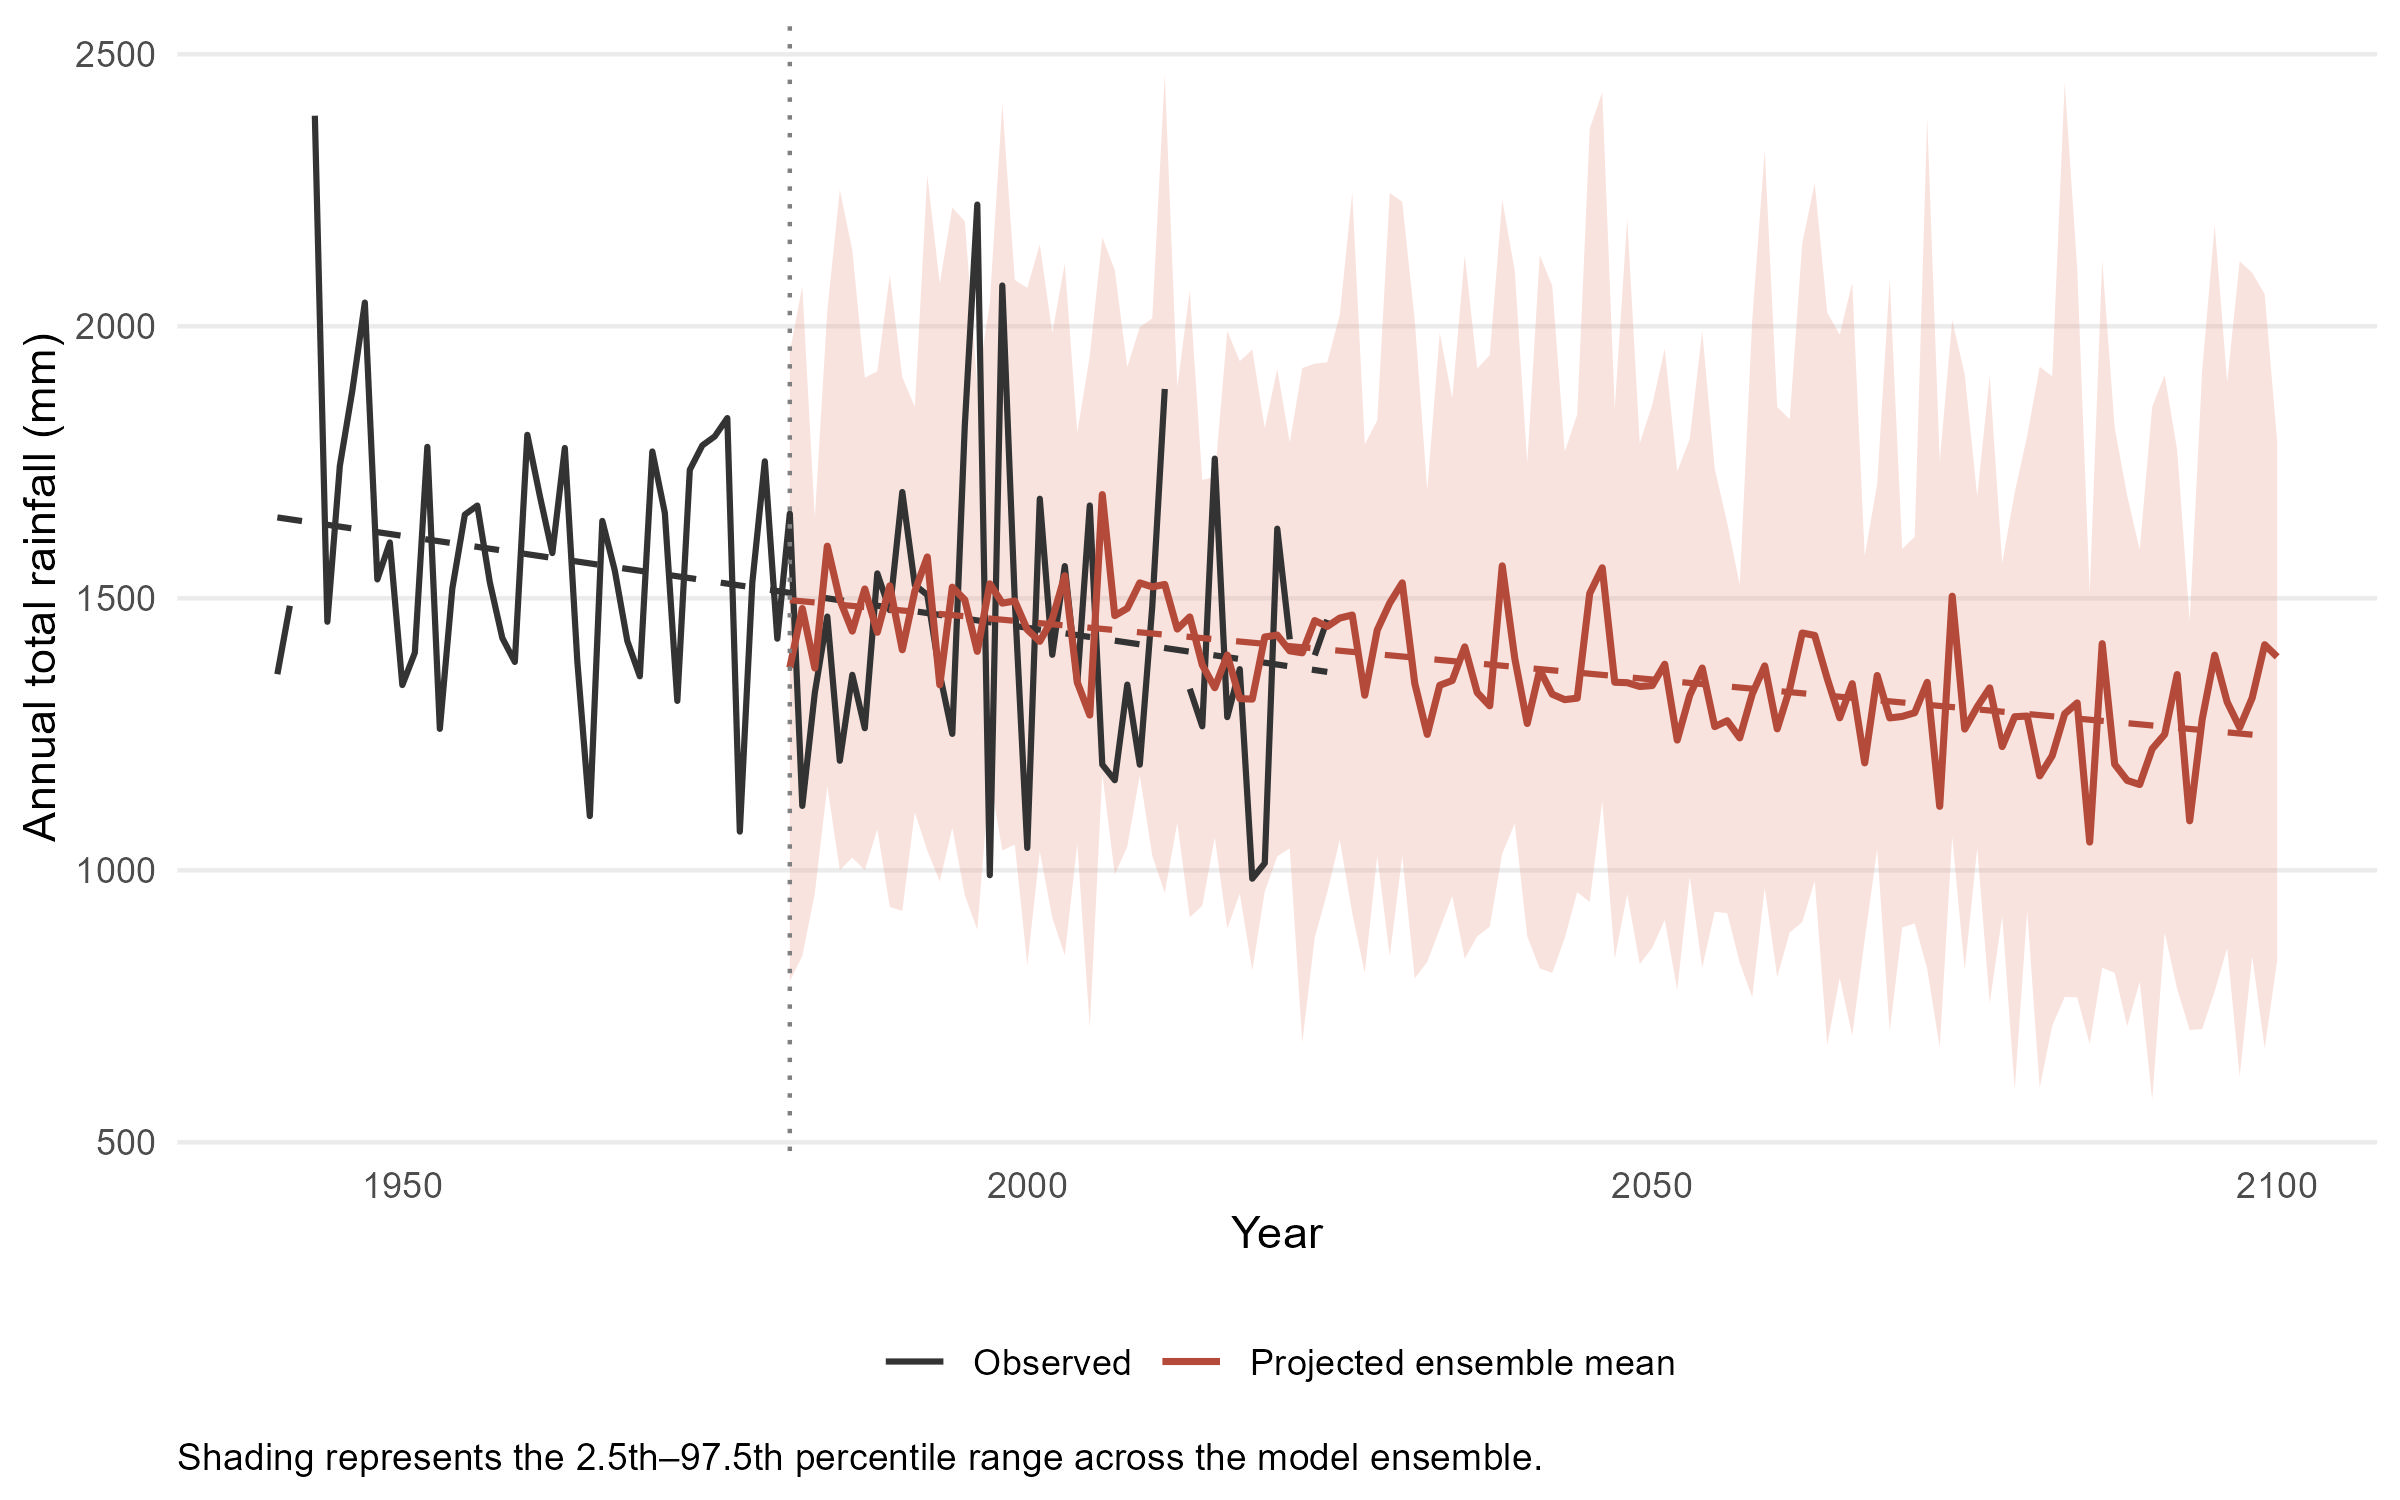 2500
2000
1500
1000
500
Annual total rainfall (mm)
1950 2000 2050 2100
Year
Observed Projected ensemble mean
Shading represents the 2.5th–97.5th percentile range across the model ensemble.